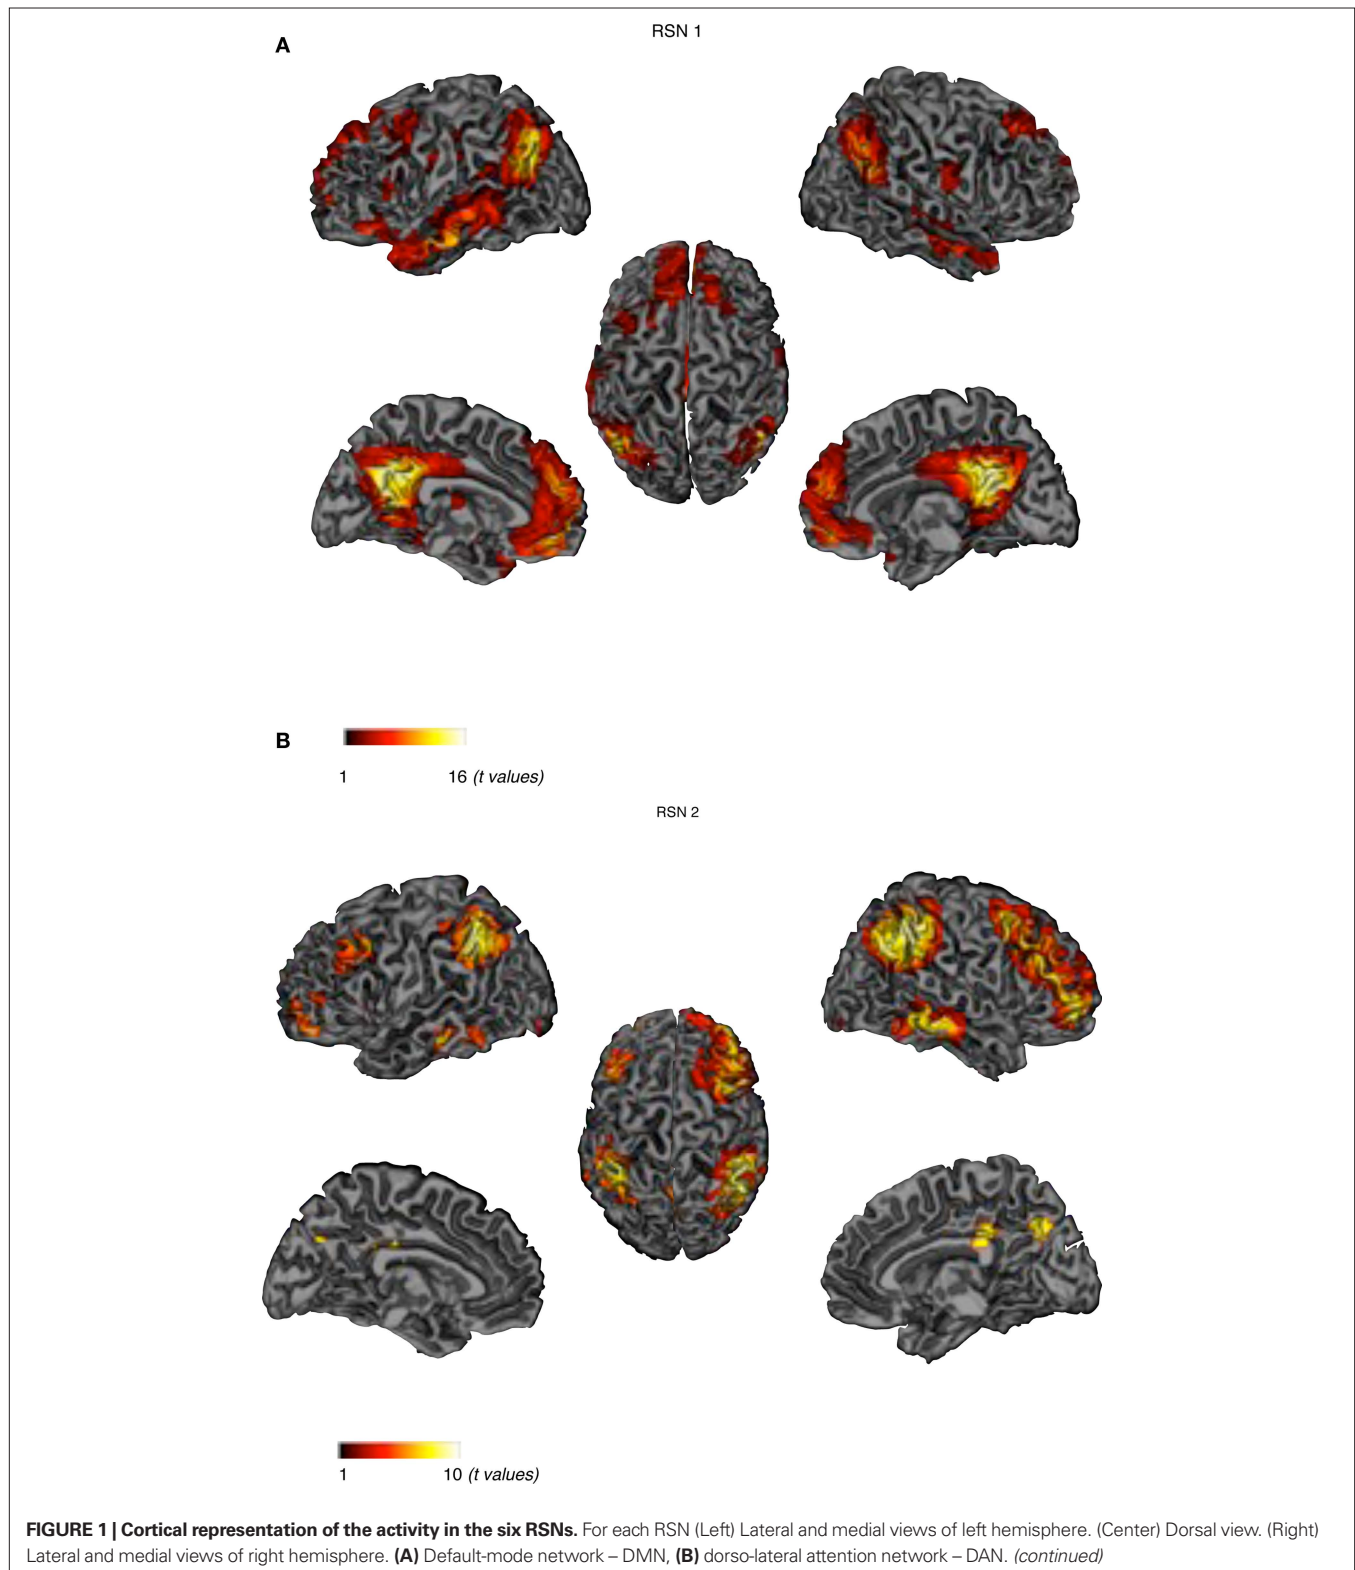 RSN 1
A
B
1 16 (t values)
RSN 2
1 10 (t values)
FIGURE 1 | Cortical representation of the activity in the six RSNs. For each RSN (Left) Lateral and medial views of left hemisphere. (Center) Dorsal view. (Right)
Lateral and medial views of right hemisphere. (A) Default-mode network – DMN, (B) dorso-lateral attention network – DAN. (continued)